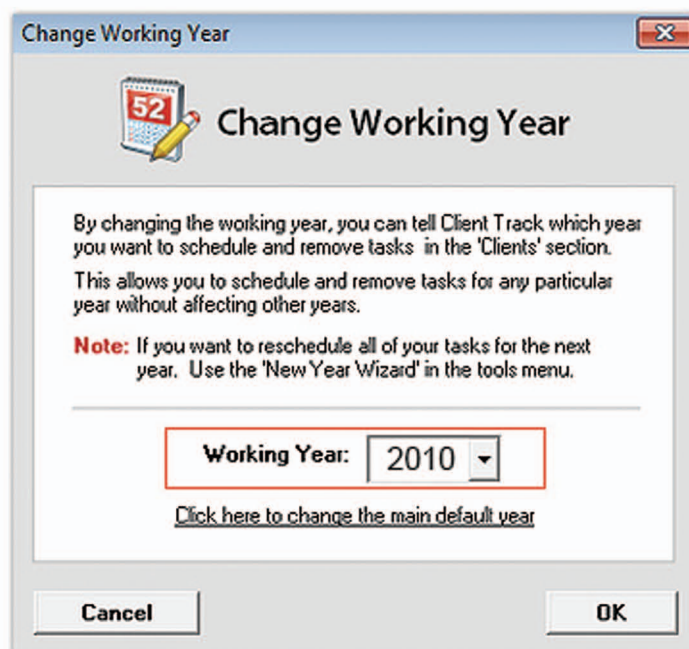 Change Working Year
52
Change Working Year
By changing the working year, you can tell Client Track which year
you want to schedule and remove tasks in the 'Clients' section.
This allows you to schedule and remove tasks for any particular
year without affecting other years.
Note: If you want to reschedule all of your tasks for the next
year. Use the 'New Year Wizard' in the tools menu.
Working Year: 2010
Click here to change the main default year
Cancel OK